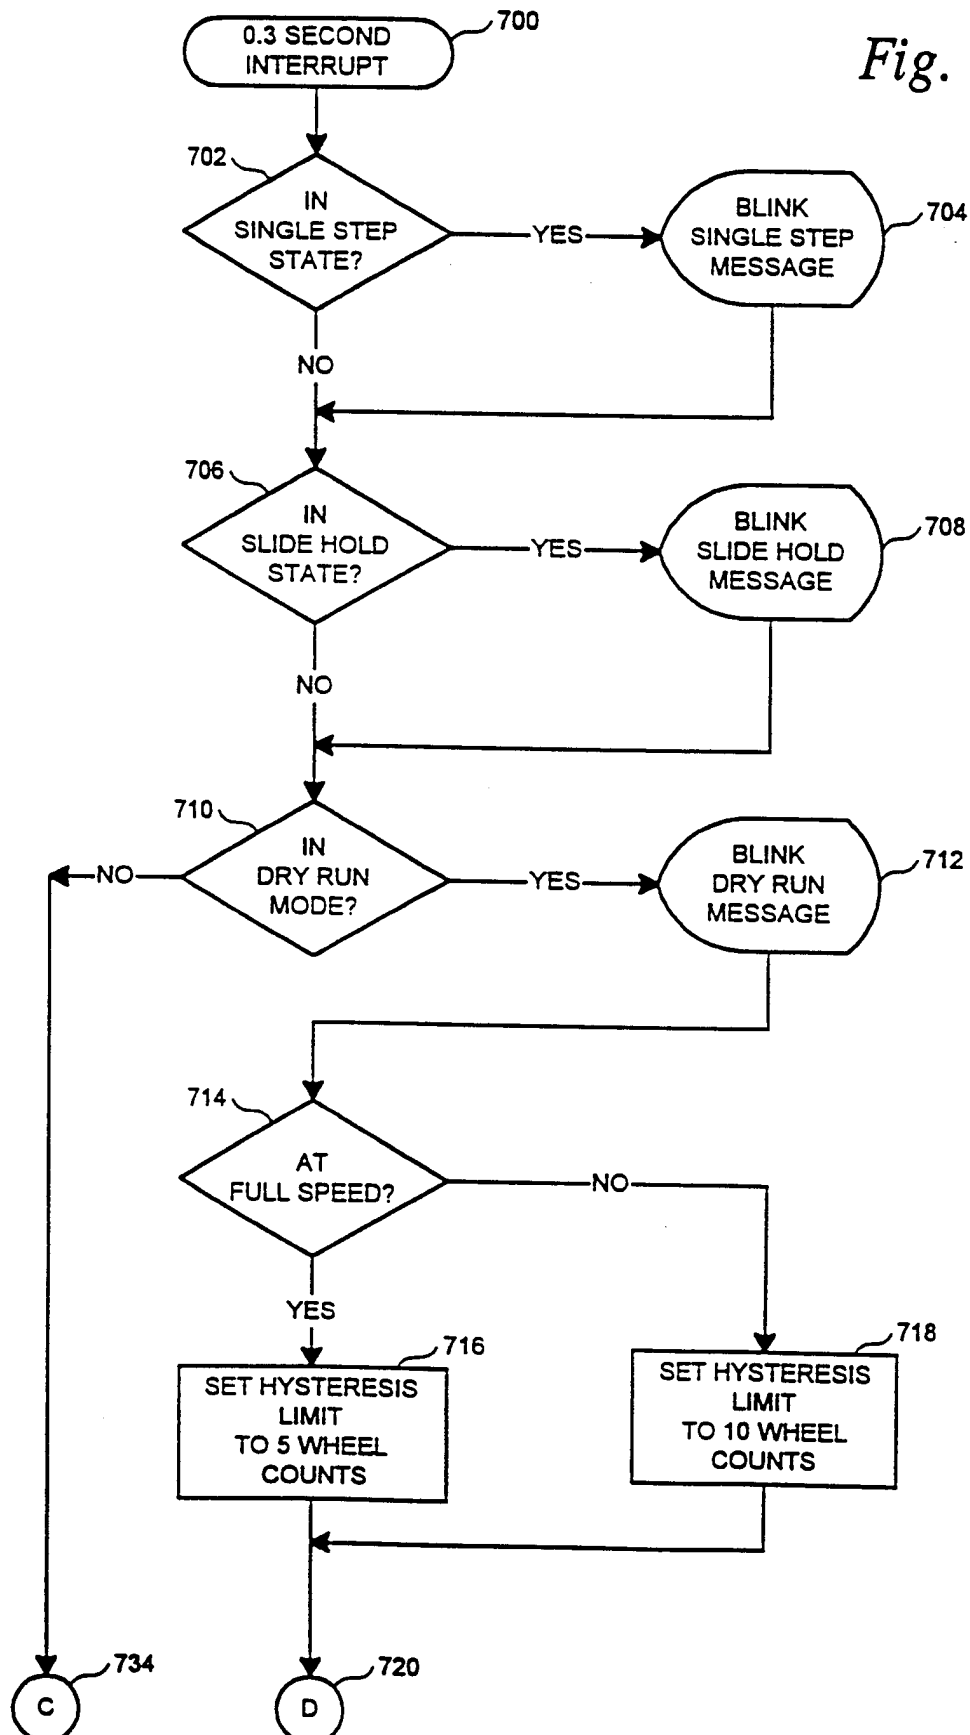 700
0.3 SECOND
INTERRUPT
Fig.
702
IN
SINGLE STEP
STATE?
YES
BLINK
SINGLE STEP
MESSAGE
704
NO
706
IN
SLIDE HOLD
STATE?
YES
BLINK
SLIDE HOLD
MESSAGE
708
NO
710
IN
DRY RUN
MODE?
NO
YES
BLINK
DRY RUN
MESSAGE
712
714
AT
FULL SPEED?
NO
YES
716
SET HYSTERESIS
LIMIT
TO 5 WHEEL
COUNTS
718
SET HYSTERESIS
LIMIT
TO 10 WHEEL
COUNTS
734
C
720
D